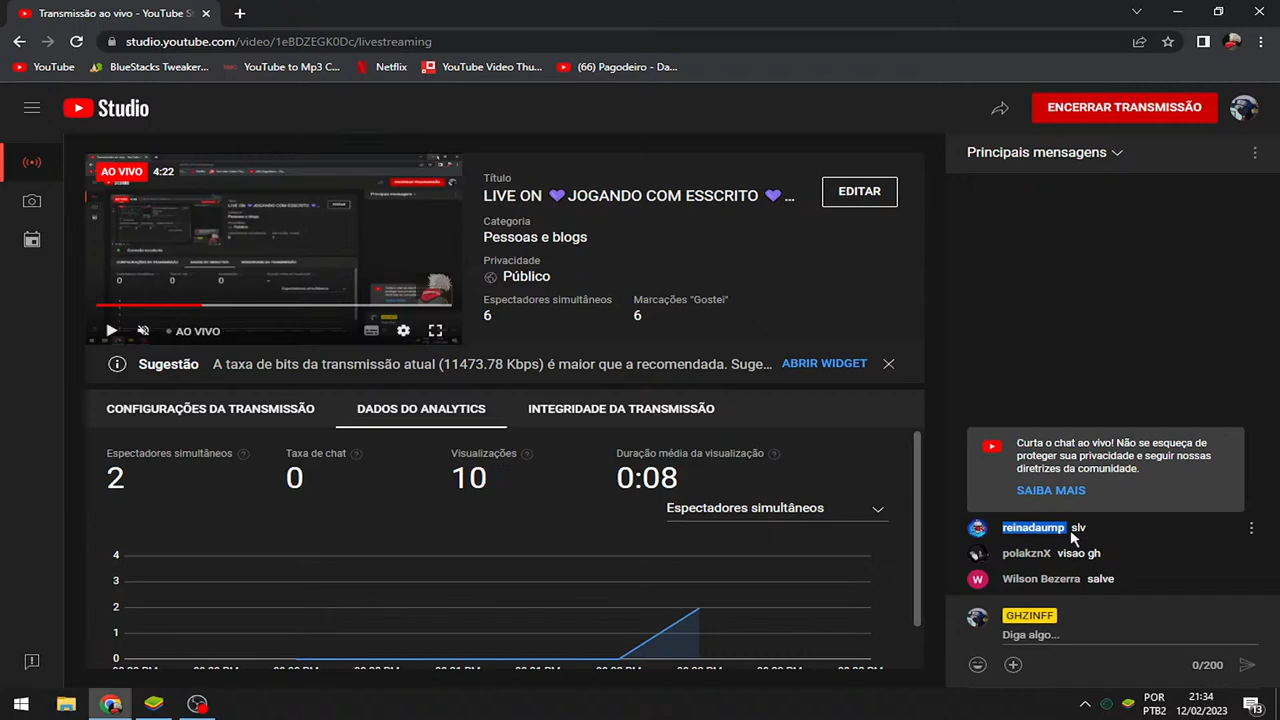 Transmissão ao vivo - YouTube S
studio.youtube.com/video/1eBDZEGK0Dc/livestreaming
YouTube
BlueStacks Tweaker...
YouTube to Mp3 C...
Netflix
YouTube Video Thu...
(66) Pagodeiro - Da...
Studio
ENCERRAR TRANSMISSÃO
Principais mensagens
AO VIVO 4:22
AO VIVO
Título
LIVE ON 💜JOGANDO COM ESSCRITO 💜...
EDITAR
Categoria
Pessoas e blogs
Privacidade
Público
Espectadores simultâneos
6
Marcações "Gostei"
6
Sugestão A taxa de bits da transmissão atual (11473.78 Kbps) é maior que a recomendada. Suge...
ABRIR WIDGET
CONFIGURAÇÕES DA TRANSMISSÃO
DADOS DO ANALYTICS
INTEGRIDADE DA TRANSMISSÃO
Espectadores simultâneos
2
Taxa de chat
0
Visualizações
10
Duração média da visualização
0:08
Espectadores simultâneos
4
3
2
1
0
Curta o chat ao vivo! Não se esqueça de
proteger sua privacidade e seguir nossas
diretrizes da comunidade.
SAIBA MAIS
reinadaump slv
polakznX visao gh
W Wilson Bezerra salve
GHZINFF
Diga algo...
0/200
POR
PTB2
21:34
12/02/2023
13